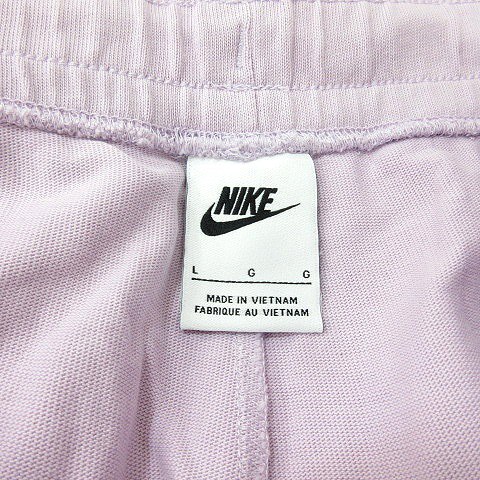 NIKE
L G G
MADE IN VIETNAM
FABRIQUE AU VIETNAM